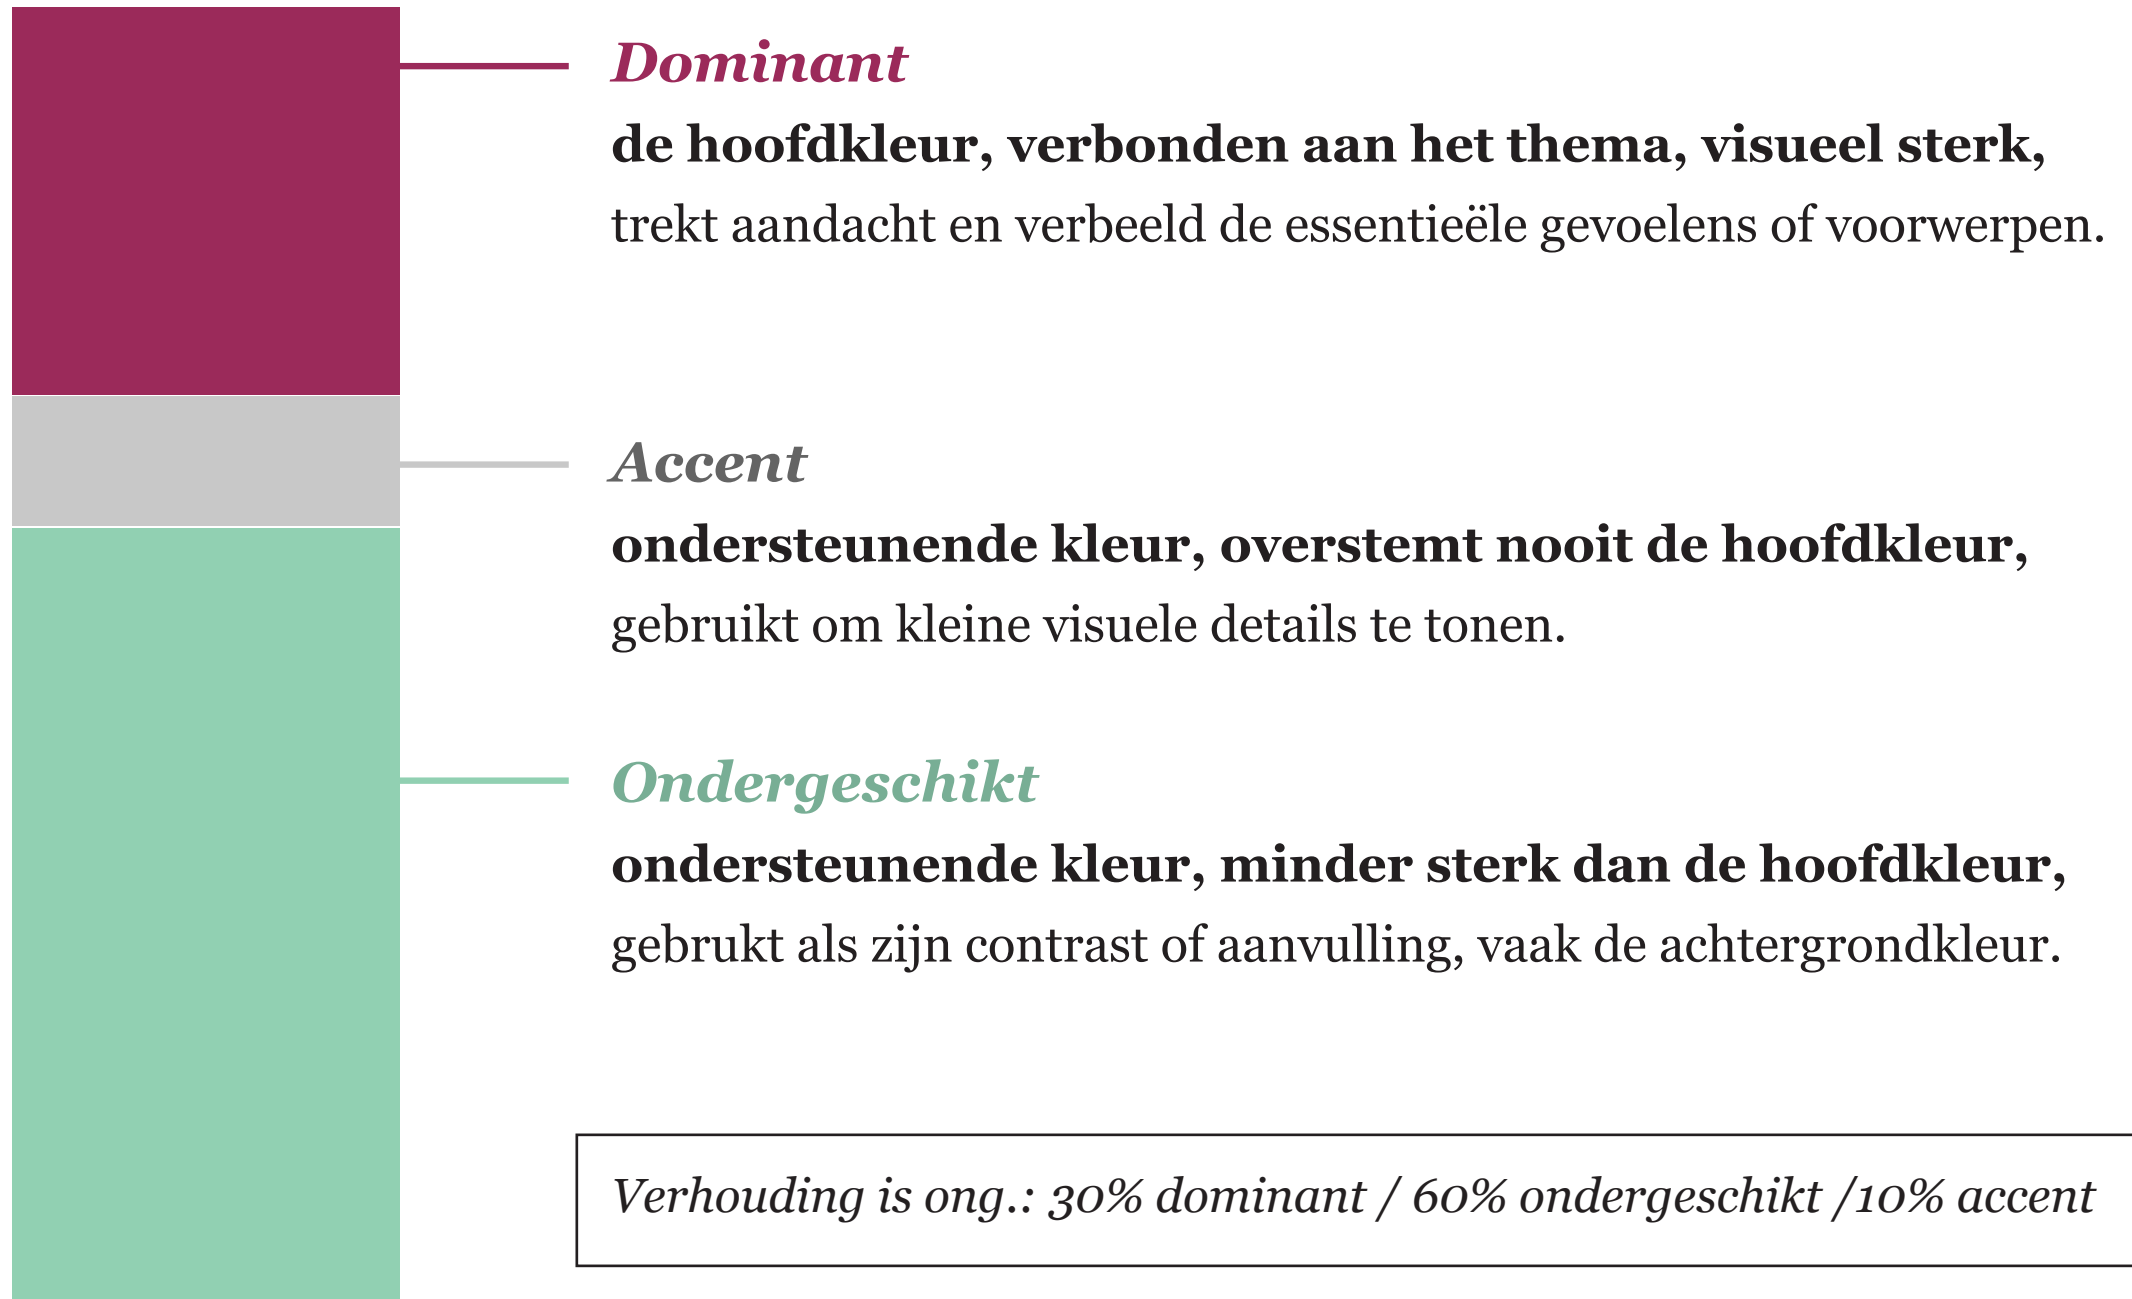 Dominant
de hoofdkleur, verbonden aan het thema, visueel sterk,
trekt aandacht en verbeeld de essentieële gevoelens of voorwerpen.
Accent
ondersteunende kleur, overstemt nooit de hoofdkleur,
gebruikt om kleine visuele details te tonen.
Ondergeschikt
ondersteunende kleur, minder sterk dan de hoofdkleur,
gebrukt als zijn contrast of aanvulling, vaak de achtergrondkleur.
Verhouding is ong.: 30% dominant / 60% ondergeschikt /10% accent